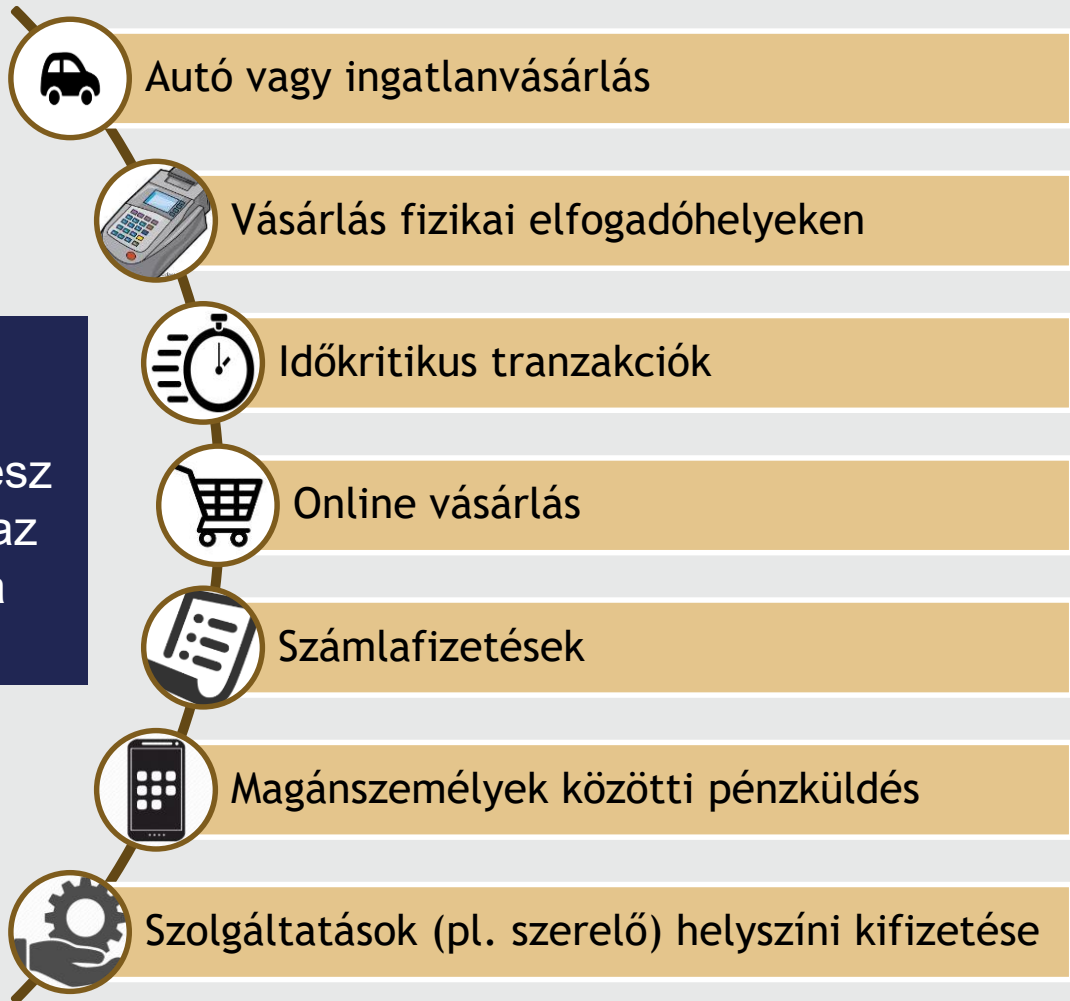 Autó vagy ingatlanvásárlás
Vásárlás fizikai elfogadóhelyeken
Időkritikus tranzakciók
az
Online vásárlás
Számlafizetések
Magánszemélyek közötti pénzküldés
Szolgáltatások (pl. szerelő) helyszíni kifizetése